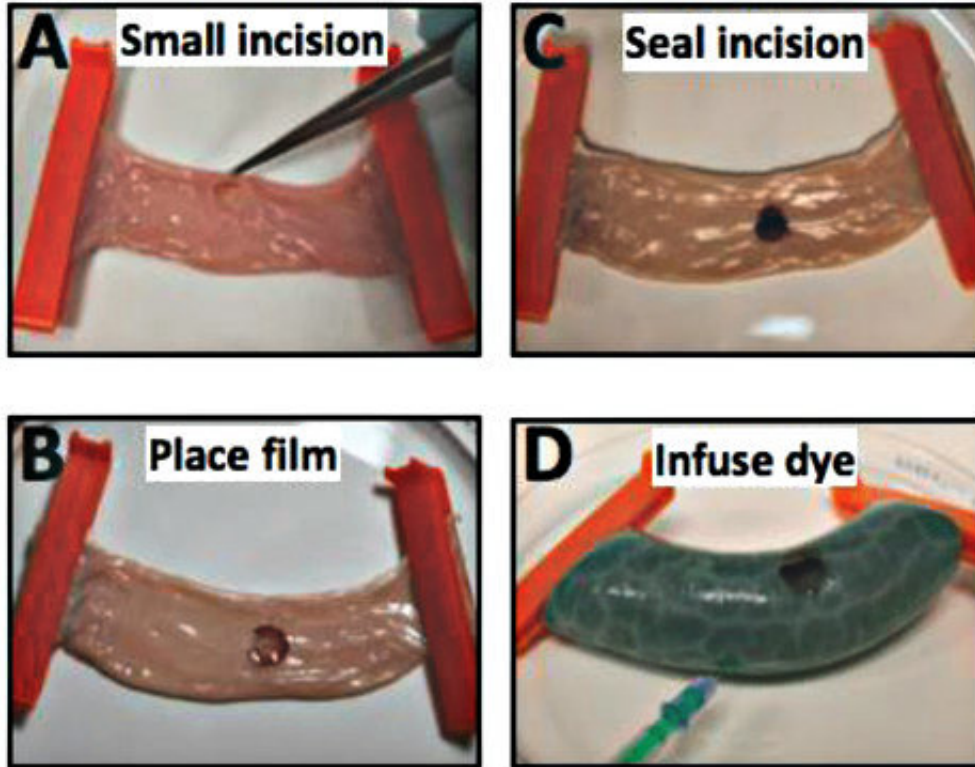 A Small incision
C Seal incision
B Place film
D Infuse dye